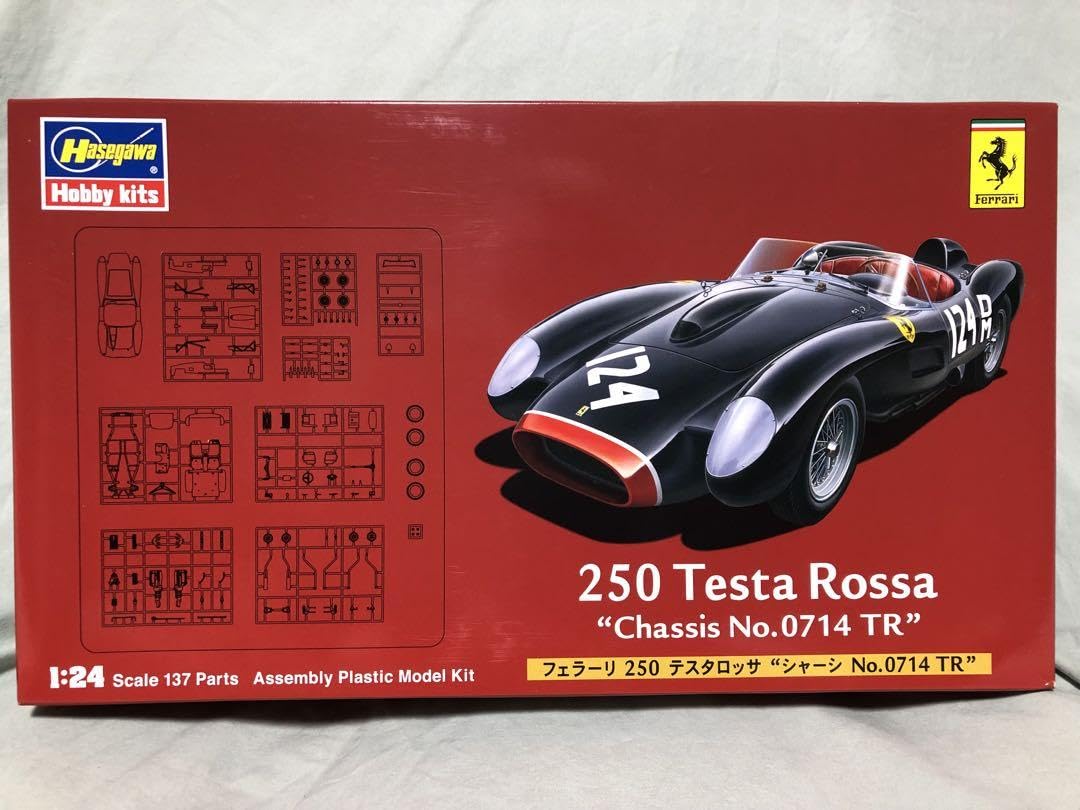 Hasegawa®
Hobby kits
Ferrari
124
124
DM
250 Testa Rossa
“Chassis No.0714 TR”
フェラーリ 250 テスタロッサ “シャーシ No.0714 TR”
1:24 Scale 137 Parts Assembly Plastic Model Kit